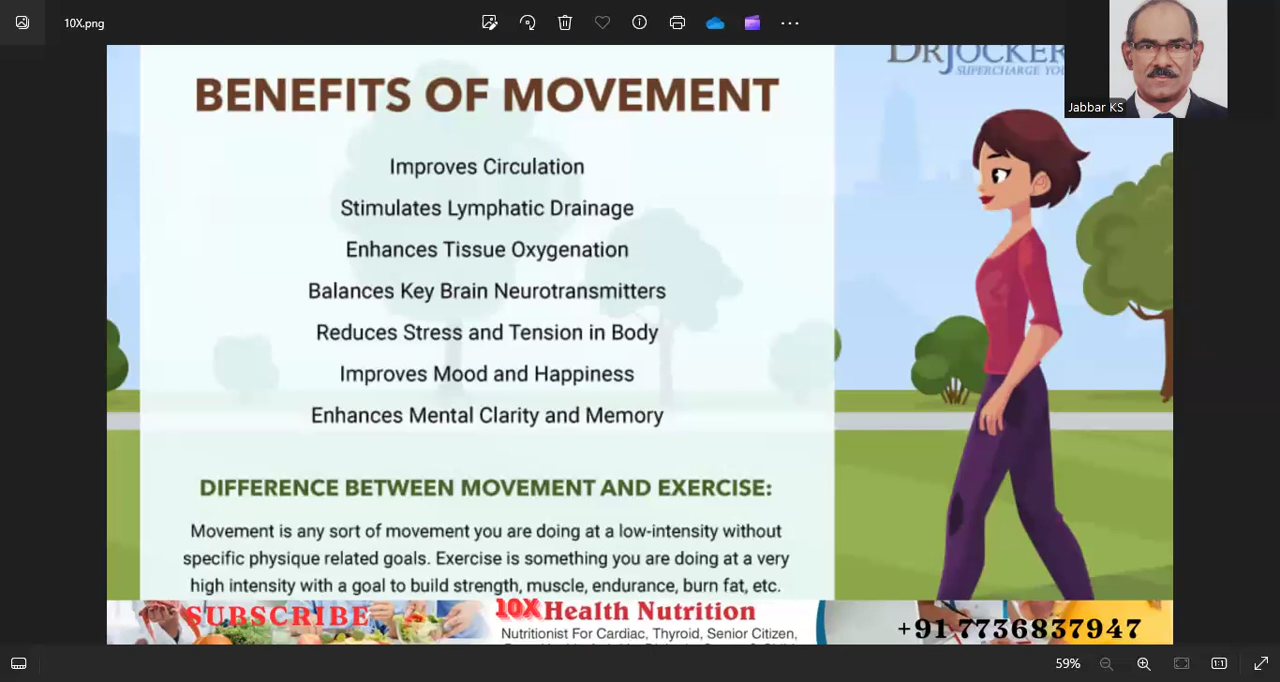 10X.png
DRJOCKER
SUPERCHARGE YOU
Jabbar KS
BENEFITS OF MOVEMENT
Improves Circulation
Stimulates Lymphatic Drainage
Enhances Tissue Oxygenation
Balances Key Brain Neurotransmitters
Reduces Stress and Tension in Body
Improves Mood and Happiness
Enhances Mental Clarity and Memory
DIFFERENCE BETWEEN MOVEMENT AND EXERCISE:
Movement is any sort of movement you are doing at a low-intensity without
specific physique related goals. Exercise is something you are doing at a very
high intensity with a goal to build strength, muscle, endurance, burn fat, etc.
SUBSCRIBE
10X Health Nutrition
Nutritionist For Cardiac, Thyroid, Senior Citizen,
+91 7736837947
59%